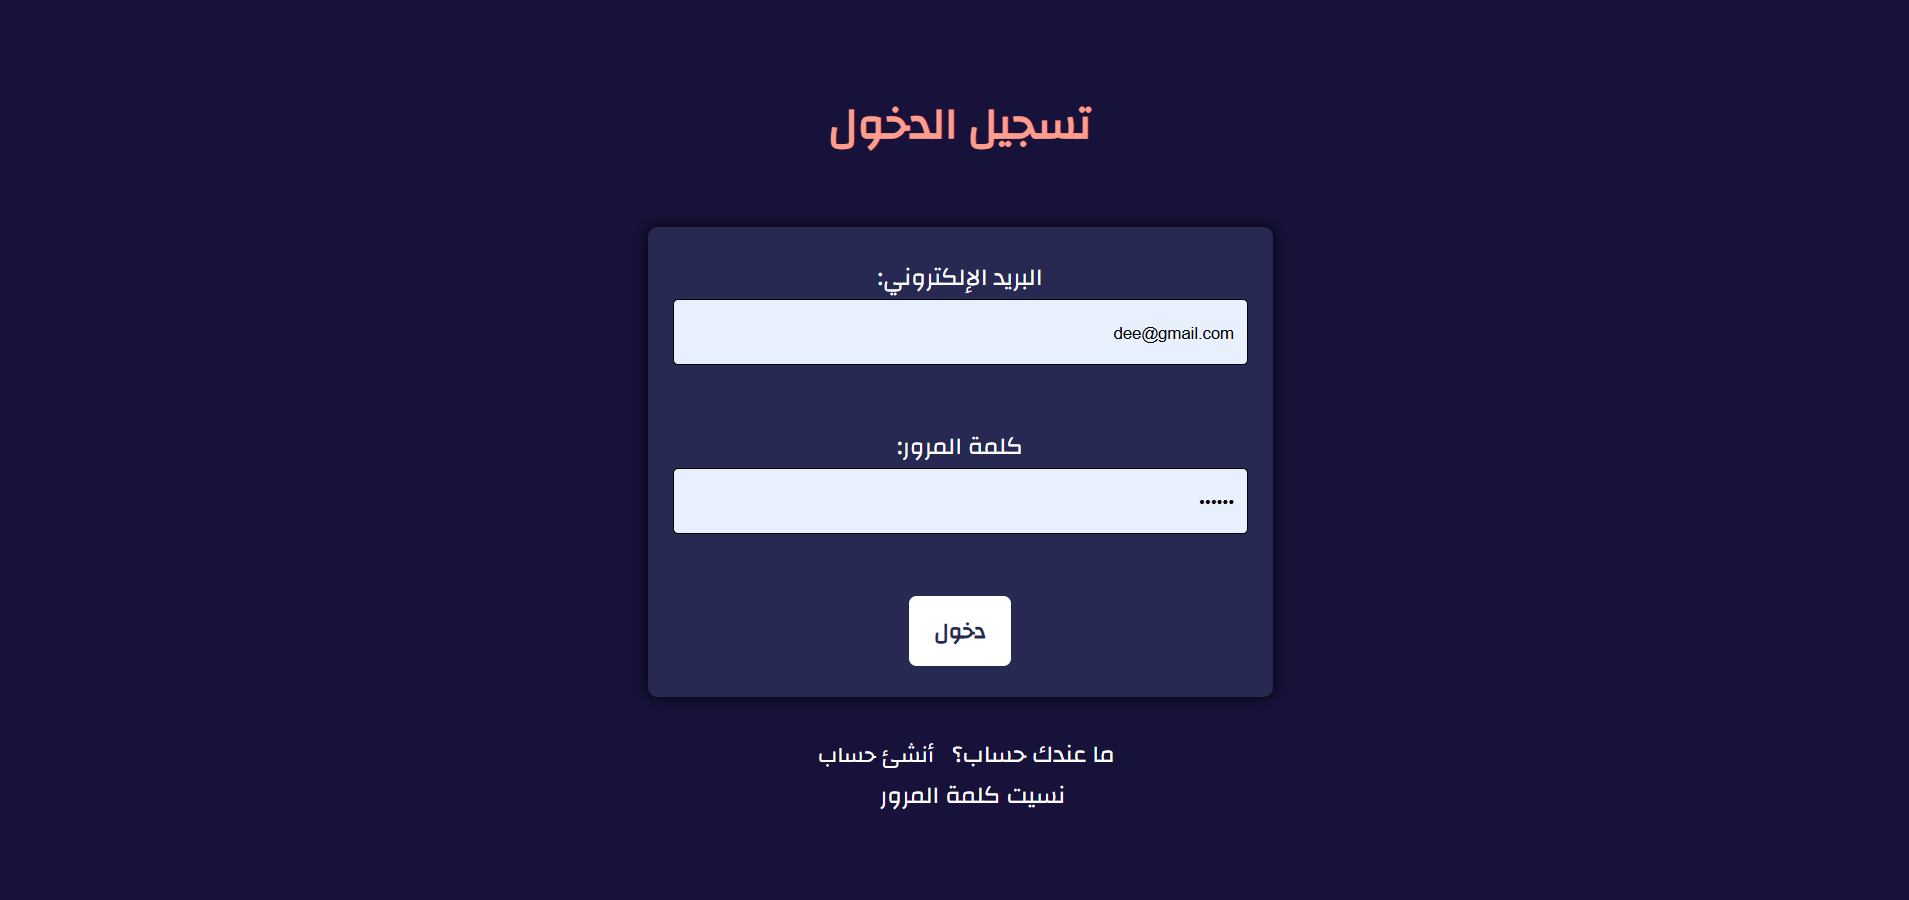 تسجيل الدخول
البريد الإلكتروني:
dee@gmail.com
كلمة المرور:
••••••
دخول
ما عندك حساب؟ أنشئ حساب
نسيت كلمة المرور